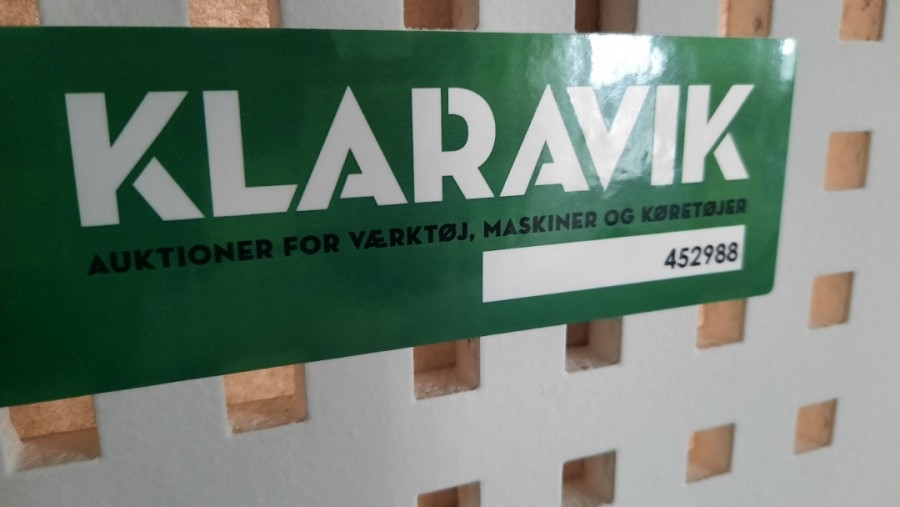 KLARAVIK
AUKTIONER FOR VÆRKTØJ, MASKINER OG KØRETØJER
452988